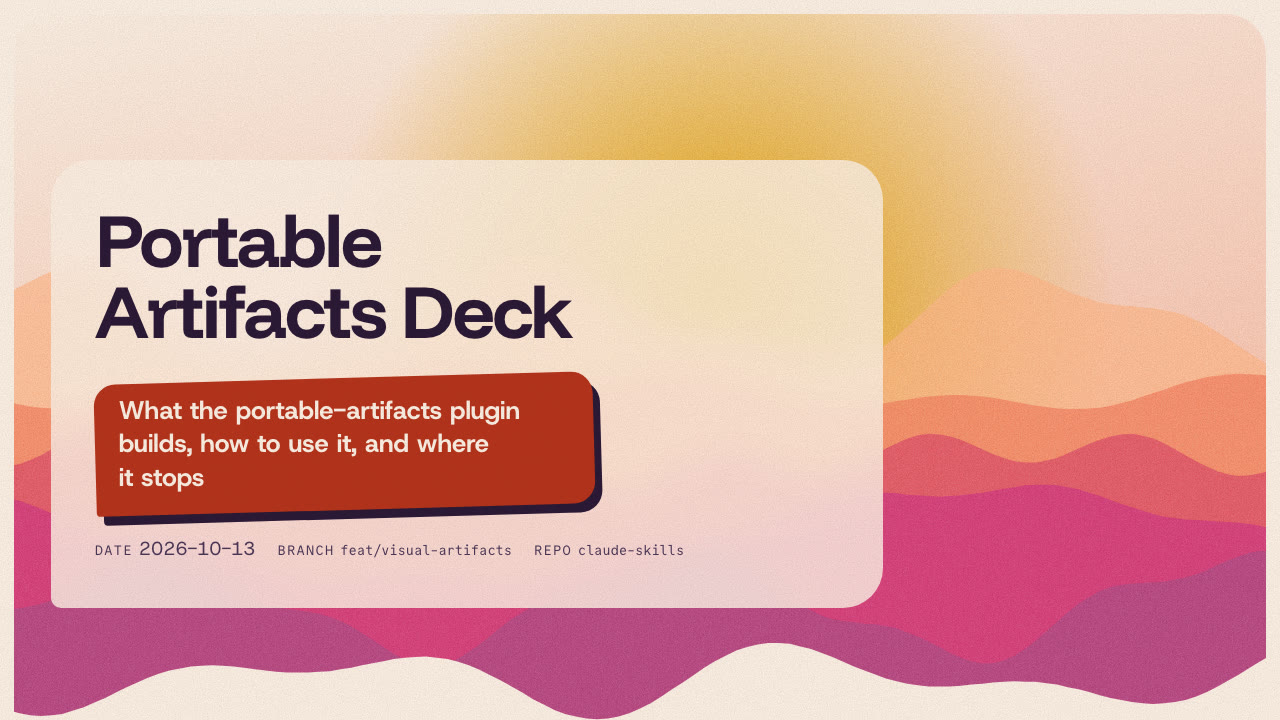 Portable
Artifacts Deck
What the portable-artifacts plugin
builds, how to use it, and where
it stops
DATE 2026-10-13 BRANCH feat/visual-artifacts REPO claude-skills